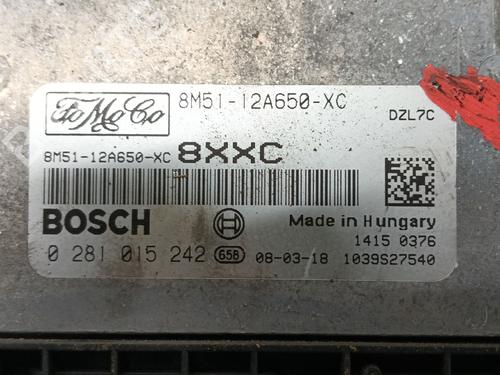 FoMoCo
8M51-12A650-XC
DZL7C
8M51-12A650-XC 8XXC
BOSCH
Made in Hungary
1415 0376
0 281 015 242 65B 08-03-18 1039S27540